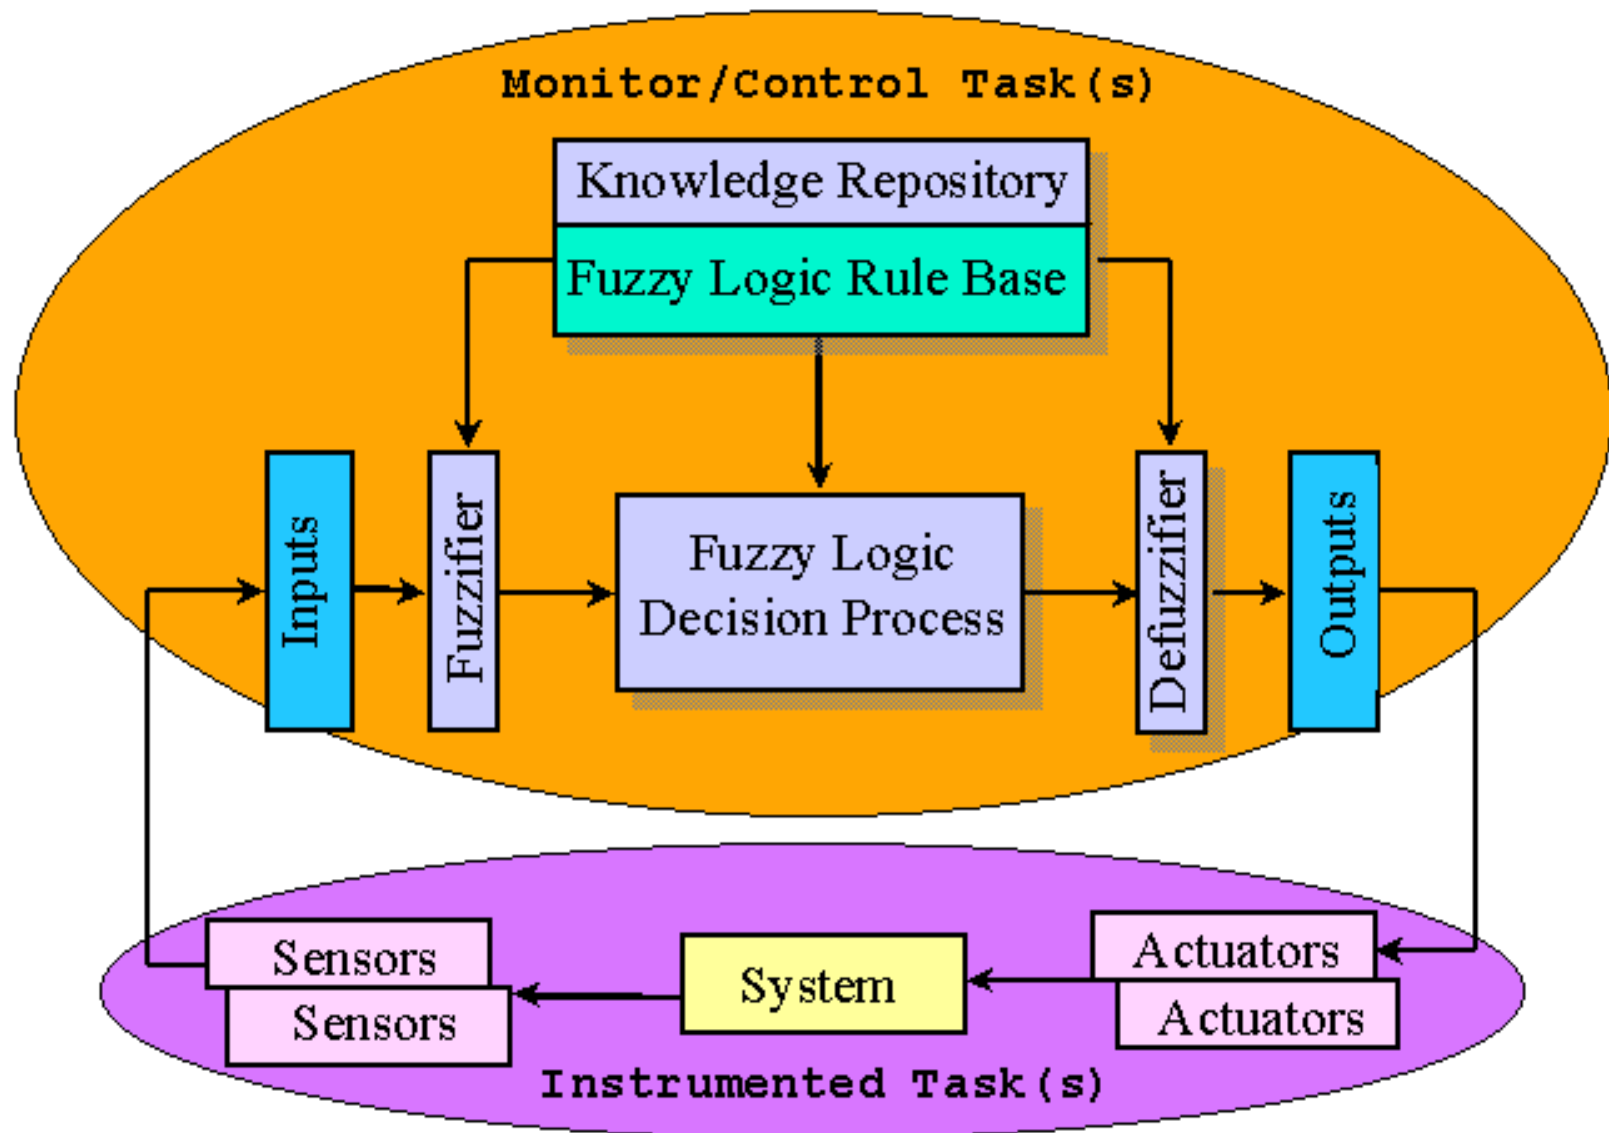 Monitor/Control Task(s)
Knowledge Repository
Fuzzy Logic Rule Base
Inputs
Fuzzifier
Fuzzy Logic
Decision Process
Defuzzifier
Outputs
Sensors
Sensors
System
Actuators
Actuators
Instrumented Task(s)